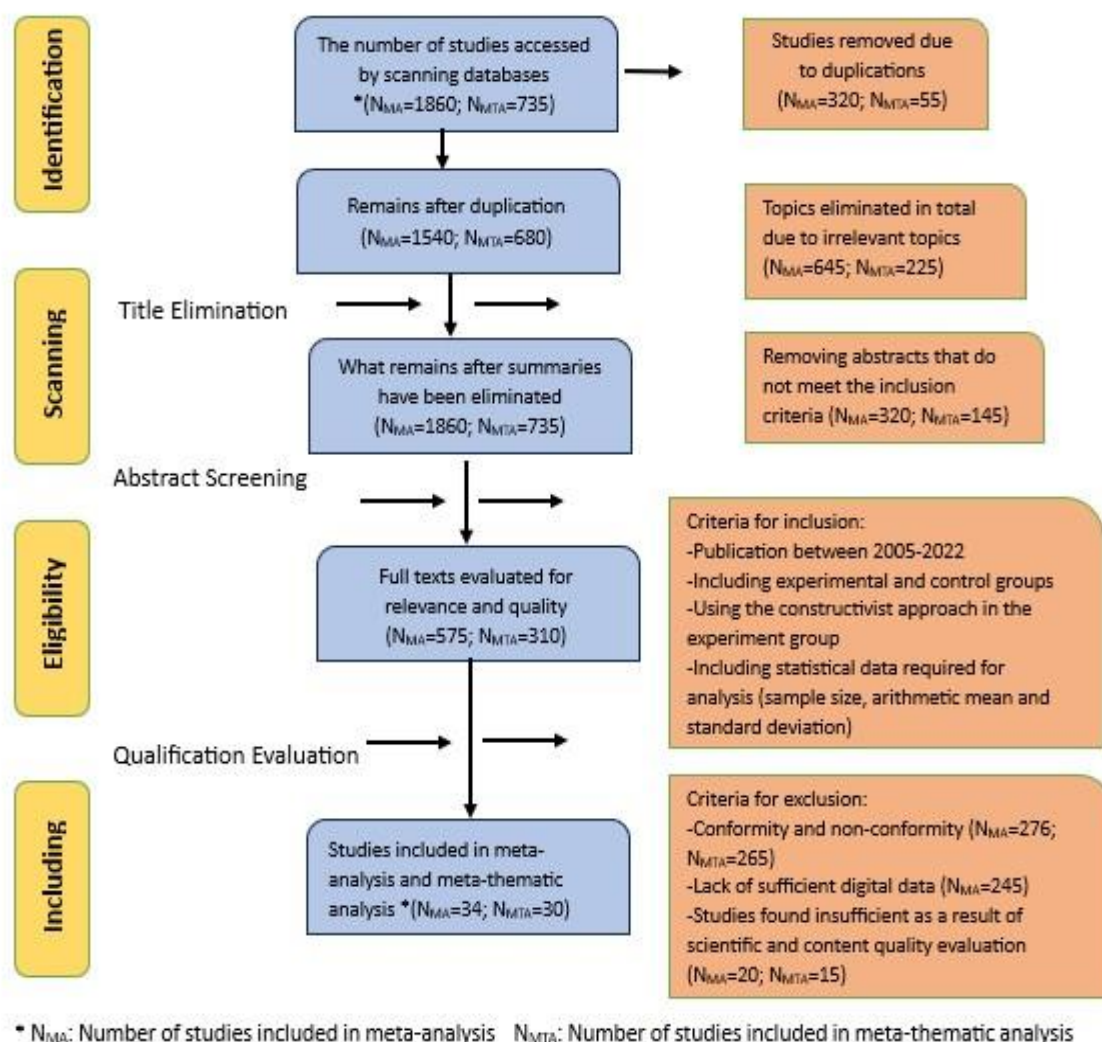 Identification
The number of studies accessed
by scanning databases
*(NMA=1860; NMTA=735)
Studies removed due
to duplications
(NMA=320; NMTA=55)
Remains after duplication
(NMA=1540; NMTA=680)
Topics eliminated in total
due to irrelevant topics
(NMA=645; NMTA=225)
Scanning
Title Elimination
What remains after summaries
have been eliminated
(NMA=1860; NMTA=735)
Removing abstracts that do
not meet the inclusion
criteria (NMA=320; NMTA=145)
Abstract Screening
Eligibility
Full texts evaluated for
relevance and quality
(NMA=575; NMTA=310)
Criteria for inclusion:
-Publication between 2005-2022
-Including experimental and control groups
-Using the constructivist approach in the
experiment group
-Including statistical data required for
analysis (sample size, arithmetic mean and
standard deviation)
Qualification Evaluation
Including
Studies included in meta-
analysis and meta-thematic
analysis *(NMA=34; NMTA=30)
Criteria for exclusion:
-Conformity and non-conformity (NMA=276;
NMTA=265)
-Lack of sufficient digital data (NMA=245)
-Studies found insufficient as a result of
scientific and content quality evaluation
(NMA=20; NMTA=15)
* NMA: Number of studies included in meta-analysis NMTA: Number of studies included in meta-thematic analysis